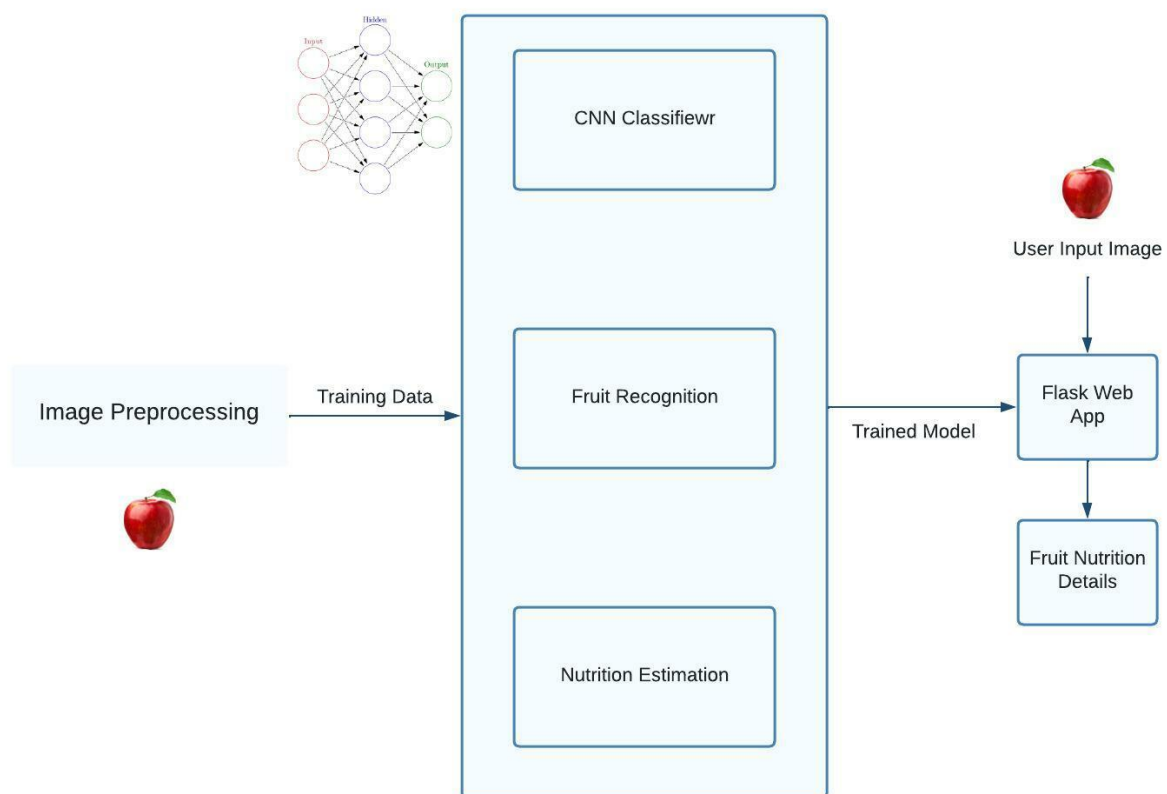 Hidden
Input
Output
CNN Classifiewr
User Input Image
Image Preprocessing
Training Data
Fruit Recognition
Trained Model
Flask Web
App
Fruit Nutrition
Details
Nutrition Estimation